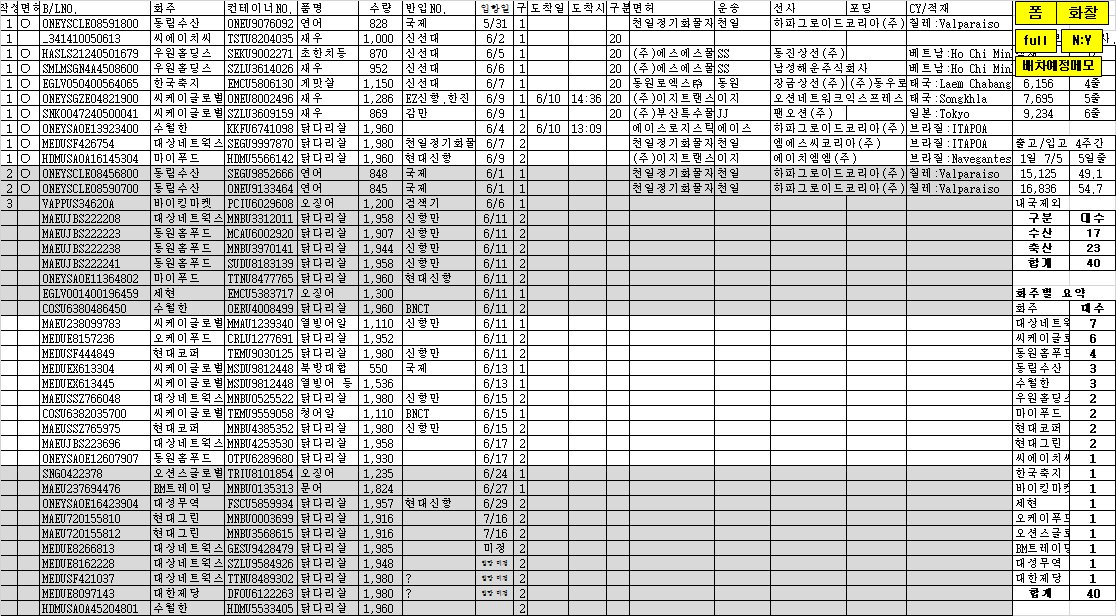 작성 면허 B/LNO. 화주 컨테이너NO. 품명 수량 반입NO. 입항일 구 도착일 도착시 구분 면허 운송 선사 포딩 CY/적재 폼 화찰
ONEYSCLE08591800 동림수산 ONEU9076092 연어 828 국제 5/31 1 천일정기화물자 천일 하파그로이드코리아(주) 칠레:Valparaiso
1 _341410050613 씨에이치씨 TSTU8204035 새우 1,000 신선대 6/2 1 20 full N:Y
1 O HASLS21240501679 우원홀딩스 SEKU9002271 초한치등 870 신선대 6/5 1 20 (주)에스에스물 SS 동진상선(주) 베트남:Ho Chi Min
1 O SMLMSGN4A4508600 우원홀딩스 SZLU3614026 새우 952 신선대 6/6 1 20 (주)에스에스물 SS 남성해운주식회사 베트남:Ho Chi Min 배차예정메모
1 O EGLV050400564065 한국축지 EMCU5806130 게맛살 1,150 신선대 6/7 1 20 동원로엑스 동원 장금상선(주) (주)동우로 태국:Laem Chabang 6,156 4출
1 O ONEYSGZE04821900 씨케이글로벌 ONEU8002496 새우 1,286 EZ신항,한진 6/9 1 6/10 14:36 20 (주)이지트랜스 이지 오션네트워크익스프레스 태국:Songkhla 7,695 5출
1 O SNKO047240500041 씨케이글로벌 SZLU3609159 새우 869 감만 6/9 1 20 (주)부산특수물 JJ 팬오션(주) 일본:Tokyo 9,234 6출
1 O ONEYSAOE13923400 수월한 KKFU6741098 닭다리살 1,960 6/4 2 6/10 13:09 에이스로지스틱 에이스 하파그로이드코리아(주) 브라질:ITAPOA
1 O MEDUSF426754 대상네트웍스 SEGU9997870 닭다리살 1,980 천일정기화물 6/7 2 천일정기화물자 천일 엠에스씨코리아(주) 브라질:ITAPOA 출고/입고 4주간
1 O HDMUSAOA16145304 마이푸드 HDMU5566142 닭다리살 1,960 현대신항 6/9 2 (주)이지트랜스 이지 에이치엠엠(주) 브라질:Navegantes 1일 7/5 5일출
2 O ONEYSCLE08456800 동림수산 SEGU9852666 연어 848 국제 6/1 1 천일정기화물자 천일 하파그로이드코리아(주) 칠레:Valparaiso 15,125 49.1
2 O ONEYSCLE08590700 동림수산 ONEU9133464 연어 845 국제 6/1 1 천일정기화물자 천일 하파그로이드코리아(주) 칠레:Valparaiso 16,836 54.7
3 VAPPUS34620A 바이킹마켓 PCIU6029608 오징어 1,200 검색기 6/6 1 내국제외
MAEUJBS222208 대상네트웍스 MNBU3312011 닭다리살 1,958 신항만 6/11 2 구분 대수
MAEUJBS222223 동원홈푸드 MCAU6002920 닭다리살 1,907 신항만 6/11 2 수산 17
MAEUJBS222238 동원홈푸드 MNBU3970141 닭다리살 1,944 신항만 6/11 2 축산 23
MAEUJBS222241 동원홈푸드 SUDU8183139 닭다리살 1,958 신항만 6/11 2 합계 40
ONEYSAOE11364802 마이푸드 TTNU8477765 닭다리살 1,960 현대신항 6/11 2
EGLV001400196459 세현 EMCU5383717 오징어 1,300 6/11 1 화주별 요약
COSU6380486450 수월한 OERU4008499 닭다리살 1,960 BNCT 6/11 2 화주 대수
MAEU238099783 씨케이글로벌 MMAU1239340 열빙어알 1,110 신항만 6/11 1 대상네트웍 7
MEDUE8157236 오케이푸드 CRLU1277691 닭다리살 1,952 6/11 2 씨케이글로 6
MEDUSF444849 현대코퍼 TEMU9030125 닭다리살 1,980 신항만 6/11 2 동원홈푸드 4
MEDUEX613304 씨케이글로벌 MSDU9812448 북방대합 550 국제 6/13 1 동림수산 3
MEDUEX613445 씨케이글로벌 MSDU9812448 열빙어 등 1,536 6/13 1 수월한 3
MAEUSSZ766048 대상네트웍스 MNBU0525522 닭다리살 1,980 신항만 6/15 2 우원홀딩스 2
COSU6382035700 씨케이글로벌 TEMU9559058 청어알 1,110 BNCT 6/15 1 마이푸드 2
MAEUSSZ765975 현대코퍼 MNBU4385352 닭다리살 1,980 신항만 6/15 2 현대코퍼 2
MAEUJBS223696 대상네트웍스 MNBU4253530 닭다리살 1,958 6/17 2 현대그린 2
ONEYSAOE12607907 동원홈푸드 OTPU6289680 닭다리살 1,930 6/17 2 씨에이치씨 1
SNGO422378 오션스글로벌 TRIU8101854 오징어 1,235 6/24 1 한국축지 1
MAEU237694476 BM트레이딩 MNBU0135313 문어 1,824 6/27 1 바이킹마켓 1
ONEYSAOE16423904 대성무역 FSCU5859934 닭다리살 1,957 현대신항 6/29 2 세현 1
MAEU720155810 현대그린 MNBU0003699 닭다리살 1,916 7/16 2 오케이푸드 1
MAEU720155812 현대그린 MNBU3568615 닭다리살 1,916 7/16 2 오션스글로 1
MEDUE8266813 대상네트웍스 GESU9428479 닭다리살 1,985 미정 2 BM트레이딩 1
MEDUE8162228 대상네트웍스 SZLU9584926 닭다리살 1,948 2 대성무역 1
MEDUSF421037 대상네트웍스 TTNU8489302 닭다리살 1,980 ? 2 대한제당 1
MEDUE8097143 대한제당 DFOU6122263 닭다리살 1,980 ? 2 합계 40
HDMUSAOA45204801 수월한 HDMU5533405 닭다리살 1,960 2